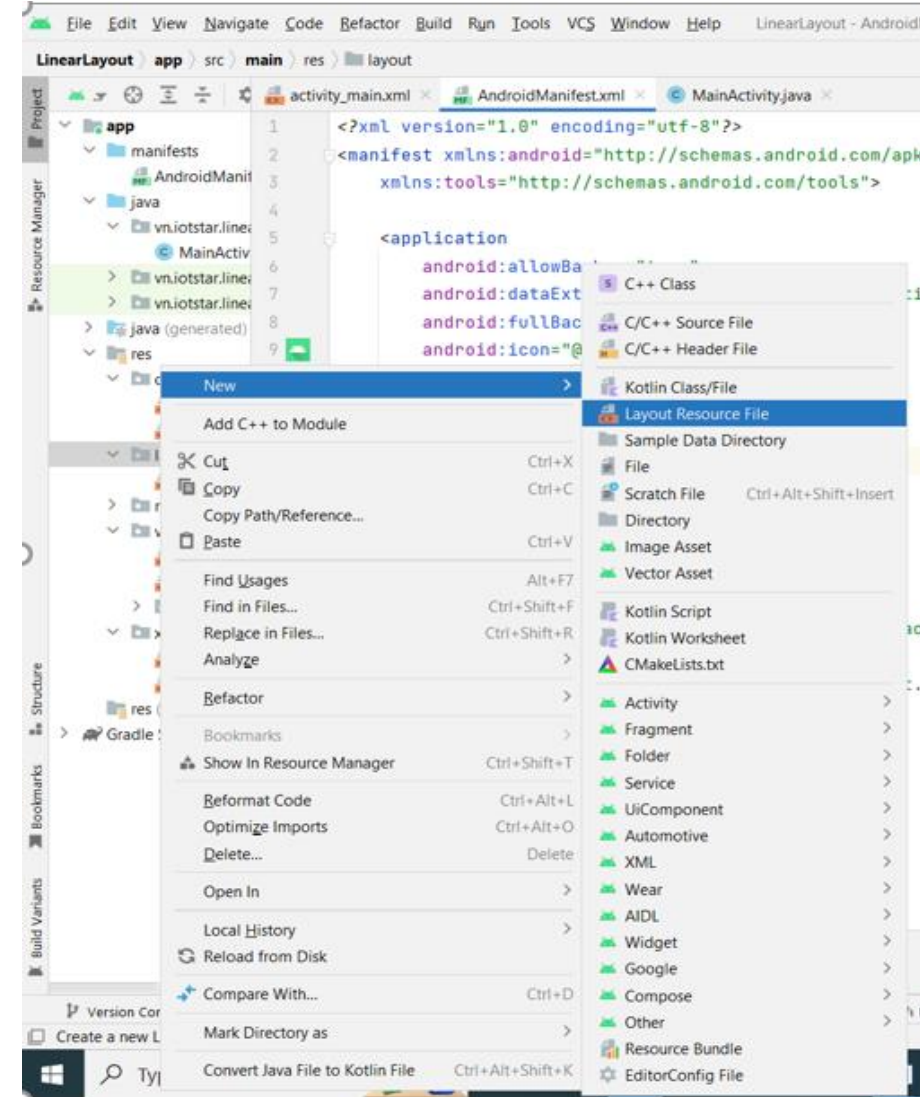 File Edit View Navigate Code Refactor Build Run Tools VCS Window Help LinearLayout - Android
LinearLayout app src main res layout
activity_main.xml AndroidManifest.xml MainActivity.java
Project
Resource Manager
Structure
Bookmarks
Build Variants
app
manifests
AndroidManif
java
vn.iotstar.linea
MainActiv
vn.iotstar.linea
vn.iotstar.linea
java (generated)
res
res (
Gradle
1 <?xml version="1.0" encoding="utf-8"?>
2 <manifest xmlns:android="http://schemas.android.com/apk
3 xmlns:tools="http://schemas.android.com/tools">
4
5 <application
6 android:allowBa
7 android:dataExt
8 android:fullBac
9 android:icon="@
New
Add C++ to Module
Cut Ctrl+X
Copy Ctrl+C
Copy Path/Reference...
Paste Ctrl+V
Find Usages Alt+F7
Find in Files... Ctrl+Shift+F
Replace in Files... Ctrl+Shift+R
Analyze
Refactor
Bookmarks
Show In Resource Manager Ctrl+Shift+T
Reformat Code Ctrl+Alt+L
Optimize Imports Ctrl+Alt+O
Delete... Delete
Open In
Local History
Reload from Disk
Compare With... Ctrl+D
Mark Directory as
Convert Java File to Kotlin File Ctrl+Alt+Shift+K
C++ Class
C/C++ Source File
C/C++ Header File
Kotlin Class/File
Layout Resource File
Sample Data Directory
File
Scratch File Ctrl+Alt+Shift+Insert
Directory
Image Asset
Vector Asset
Kotlin Script
Kotlin Worksheet
CMakeLists.txt
Activity
Fragment
Folder
Service
UiComponent
Automotive
XML
Wear
AIDL
Widget
Google
Compose
Other
Resource Bundle
EditorConfig File
Version Con
Create a new L
Typ